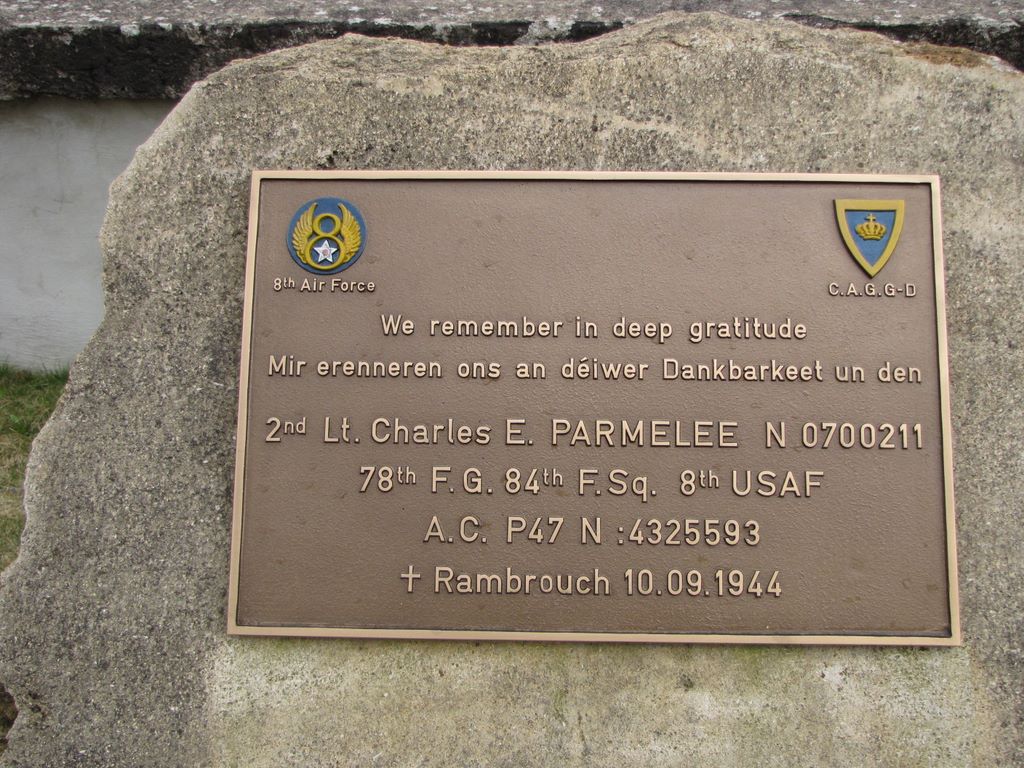 8th Air Force
C.A.G.G-D
We remember in deep gratitude
Mir erenneren ons an déiwer Dankbarkeet un den
2nd Lt. Charles E. PARMELEE N 0700211
78th F.G. 84th F.Sq. 8th USAF
A.C. P47 N :4325593
+ Rambrouch 10.09.1944